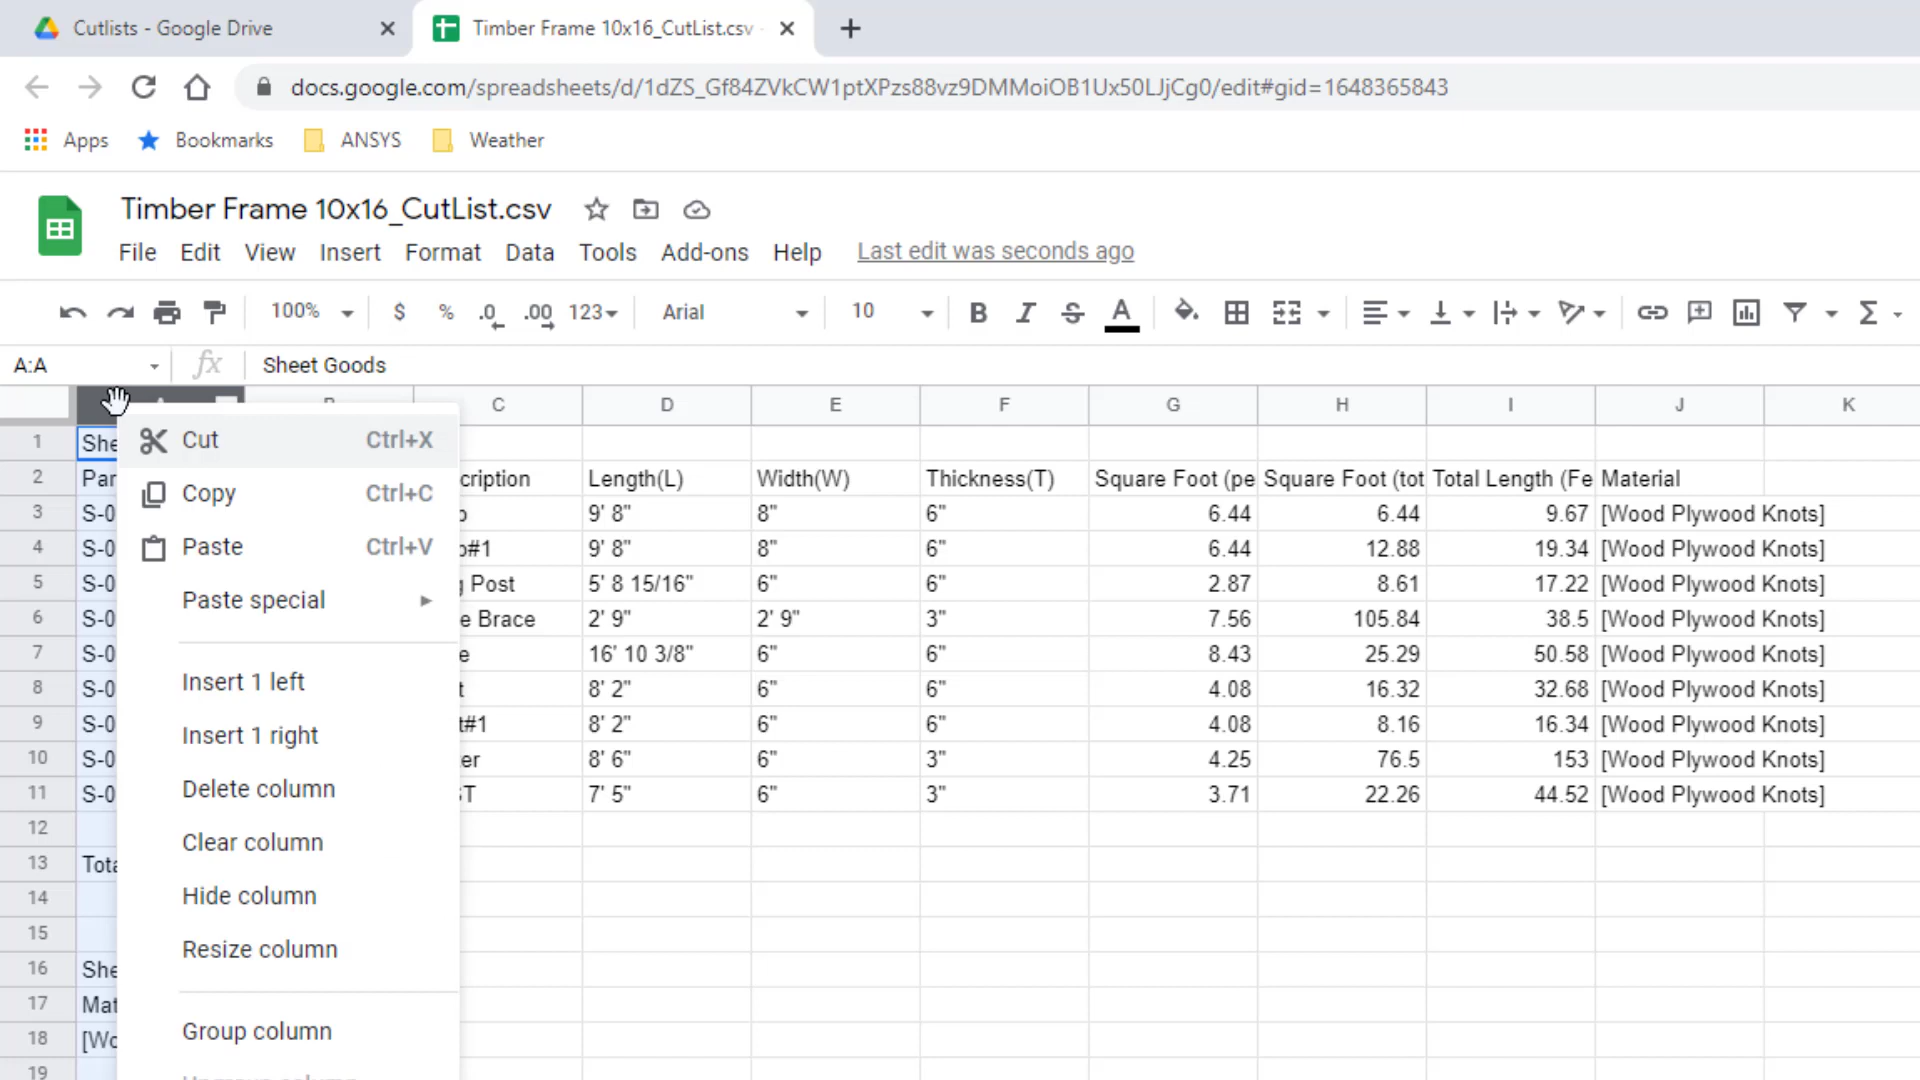 Cutlists - Google Drive
Timber Frame 10x16_CutList.csv
docs.google.com/spreadsheets/d/1dZS_Gf84ZVkCW1ptXPzs88vz9DMMoiOB1Ux50LJjCg0/edit#gid=1648365843
Apps Bookmarks ANSYS Weather
Timber Frame 10x16_CutList.csv
File Edit View Insert Format Data Tools Add-ons Help Last edit was seconds ago
100% $ % .0 .00 123 Arial 10 B I S A Σ
A:A fx Sheet Goods
C D E F G H I J K
1 She
2 Par cription Length(L) Width(W) Thickness(T) Square Foot (pe Square Foot (tot Total Length (Fe Material
3 S-0 9' 8" 8" 6" 6.44 6.44 9.67 [Wood Plywood Knots]
4 S-0 #1 9' 8" 8" 6" 6.44 12.88 19.34 [Wood Plywood Knots]
5 S-0 Post 5' 8 15/16" 6" 6" 2.87 8.61 17.22 [Wood Plywood Knots]
6 S-0 e Brace 2' 9" 2' 9" 3" 7.56 105.84 38.5 [Wood Plywood Knots]
7 S-0 e 16' 10 3/8" 6" 6" 8.43 25.29 50.58 [Wood Plywood Knots]
8 S-0 t 8' 2" 6" 6" 4.08 16.32 32.68 [Wood Plywood Knots]
9 S-0 t#1 8' 2" 6" 6" 4.08 8.16 16.34 [Wood Plywood Knots]
10 S-0 er 8' 6" 6" 3" 4.25 76.5 153 [Wood Plywood Knots]
11 S-0 T 7' 5" 6" 3" 3.71 22.26 44.52 [Wood Plywood Knots]
12
13 Tota
14
15
16 She
17 Mat
18 [Wo
19
Cut Ctrl+X
Copy Ctrl+C
Paste Ctrl+V
Paste special
Insert 1 left
Insert 1 right
Delete column
Clear column
Hide column
Resize column
Group column